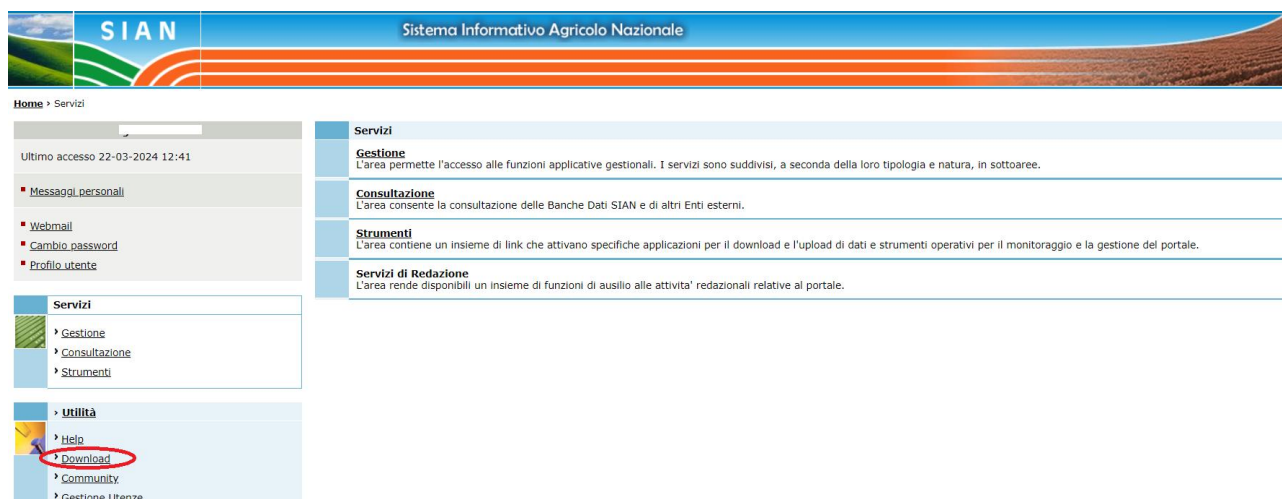 SIAN
Sistema Informativo Agricolo Nazionale
Home › Servizi
Ultimo accesso 22-03-2024 12:41
Messaggi personali
Webmail
Cambio password
Profilo utente
Servizi
› Gestione
› Consultazione
› Strumenti
› Utilità
› Help
› Download
› Community
› Gestione Utenze
Servizi
Gestione
L'area permette l'accesso alle funzioni applicative gestionali. I servizi sono suddivisi, a seconda della loro tipologia e natura, in sottoaree.
Consultazione
L'area consente la consultazione delle Banche Dati SIAN e di altri Enti esterni.
Strumenti
L'area contiene un insieme di link che attivano specifiche applicazioni per il download e l'upload di dati e strumenti operativi per il monitoraggio e la gestione del portale.
Servizi di Redazione
L'area rende disponibili un insieme di funzioni di ausilio alle attivita' redazionali relative al portale.